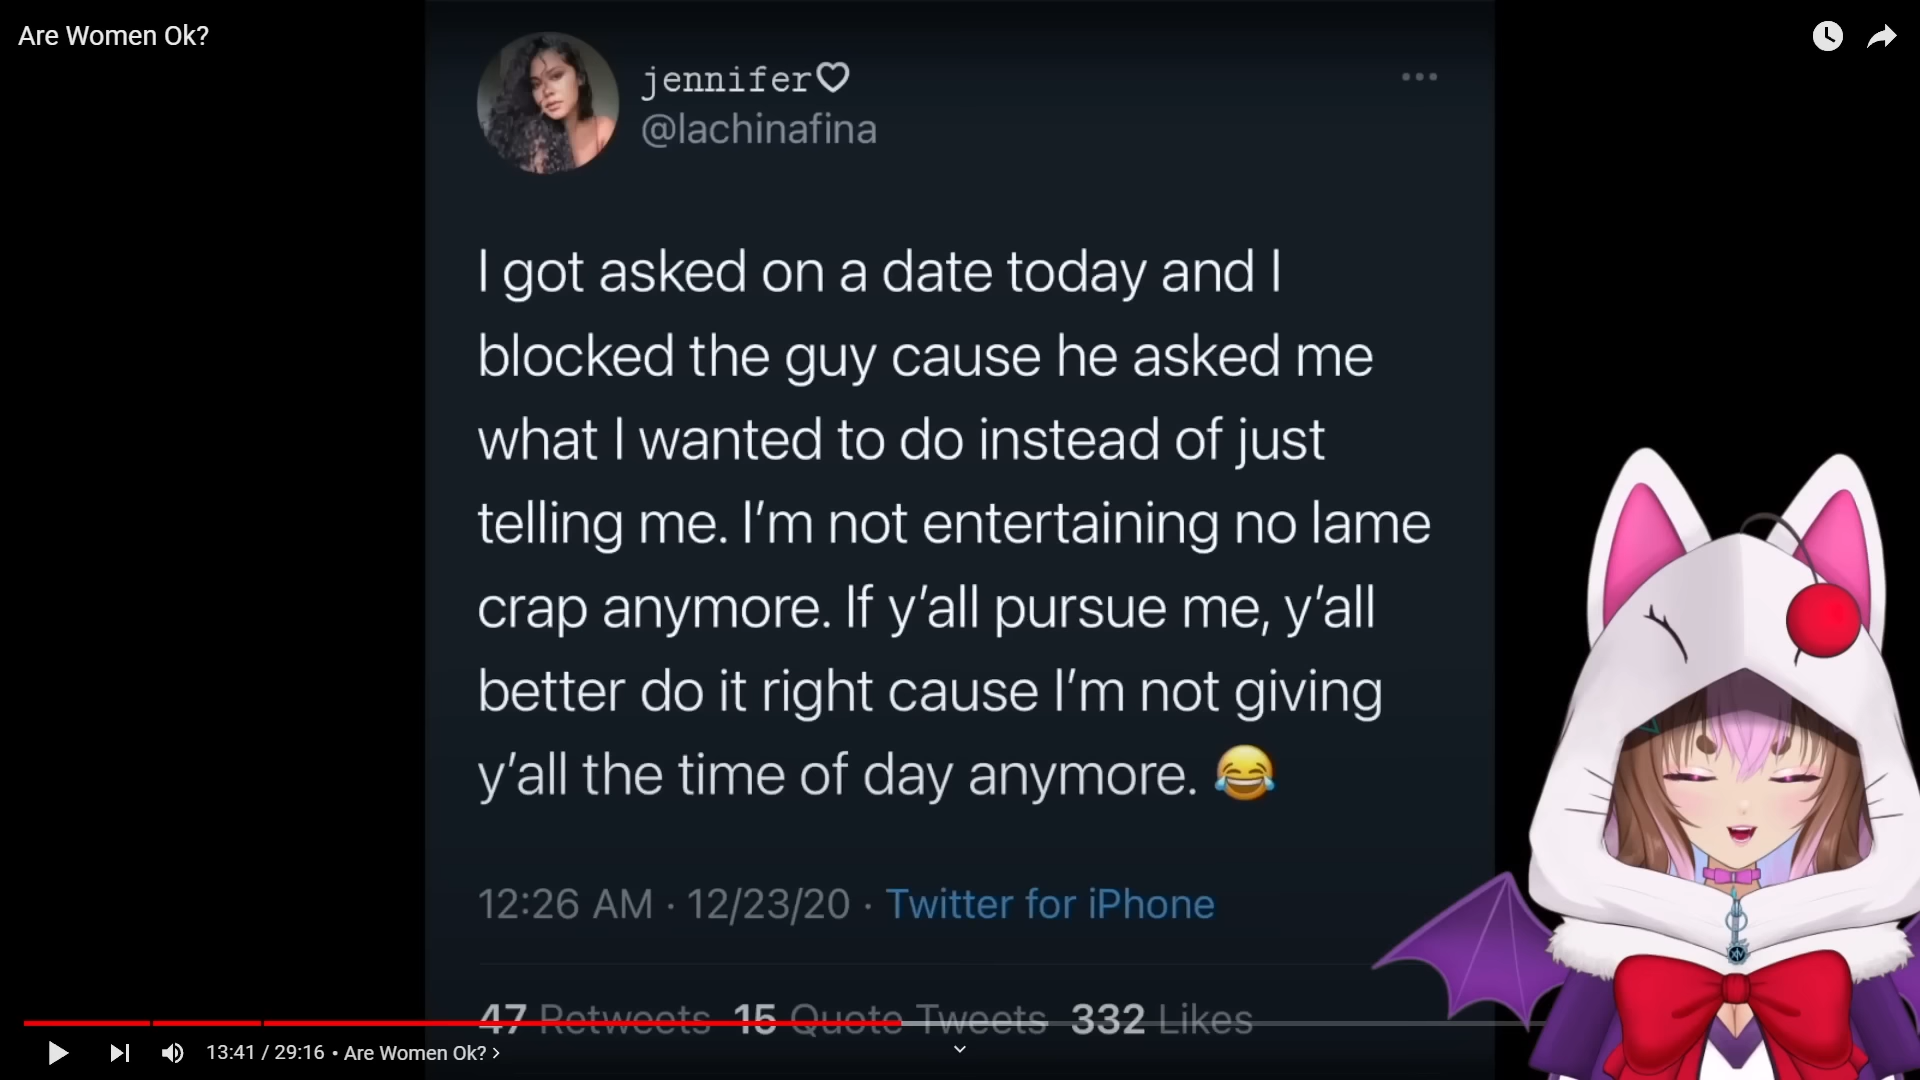 Are Women Ok?
jennifer♡
@lachinafina
I got asked on a date today and I
blocked the guy cause he asked me
what I wanted to do instead of just
telling me. I’m not entertaining no lame
crap anymore. If y’all pursue me, y’all
better do it right cause I’m not giving
y’all the time of day anymore. 😂
12:26 AM · 12/23/20 · Twitter for iPhone
47 Retweets 15 Quote Tweets 332 Likes
13:41 / 29:16 • Are Women Ok? ›